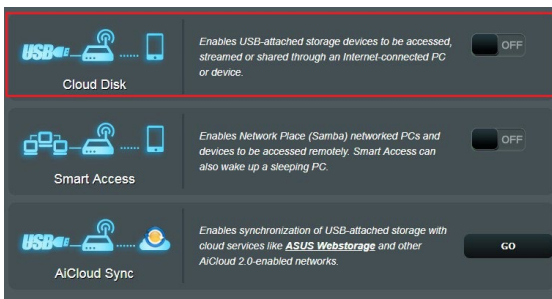 Enables USB-attached storage devices to be accessed,
USB
streamed or shared through an Internet-connected PC
OFF
or device.
Cloud Disk
Enables Network Place (Samba) networked PCs and
devices to be accessed remotely. Smart Access can
OFF
also wake up a sleeping PC.
Smart Access
Enables synchronization of USB-attached storage with
USB
cloud services like ASUS Webstorage and other
GO
AiCloud 2.0-enabled networks.
AiCloud Sync